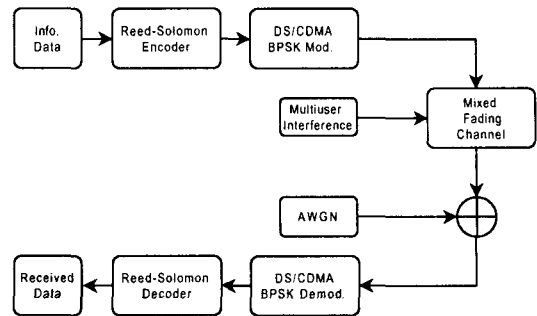 Info.
Data
Reed-Solomon
Encoder
DS/CDMA
BPSK Mod.
Multiuser
Interference
Mixed
Fading
Channel
AWGN
Received
Data
Reed-Solomon
Decoder
DS/CDMA
BPSK Demod.